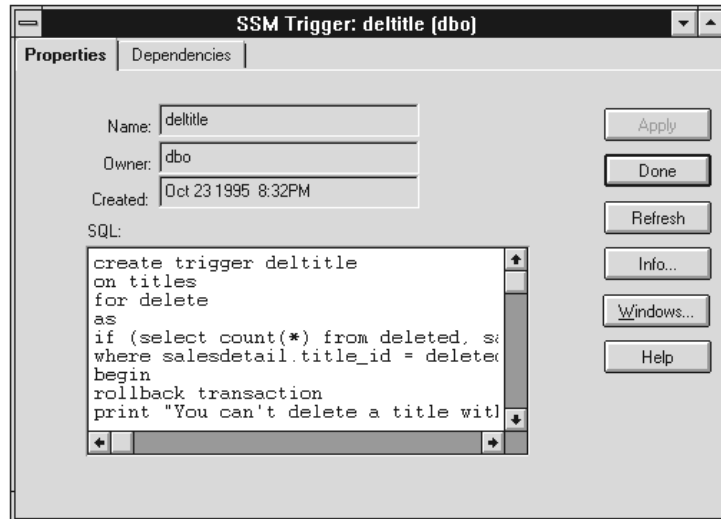 SSM Trigger: deltitle (dbo)
Properties
Dependencies
Name: deltitle
Owner: dbo
Created: Oct 23 1995 8:32PM
SQL:
create trigger deltitle
on titles
for delete
as
if (select count(*) from deleted, sa
where salesdetail.title_id = deleted
begin
rollback transaction
print "You can't delete a title with
Apply
Done
Refresh
Info...
Windows...
Help